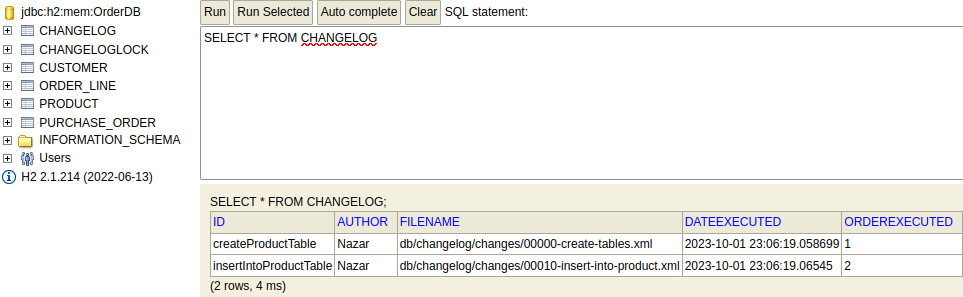 jdbc:h2:mem:OrderDB
CHANGELOG
CHANGELOGLOCK
CUSTOMER
ORDER_LINE
PRODUCT
PURCHASE_ORDER
INFORMATION_SCHEMA
Users
H2 2.1.214 (2022-06-13)
Run Run Selected Auto complete Clear SQL statement:
SELECT * FROM CHANGELOG
SELECT * FROM CHANGELOG;
ID AUTHOR FILENAME DATEEXECUTED ORDEREXECUTED
createProductTable Nazar db/changelog/changes/00000-create-tables.xml 2023-10-01 23:06:19.058699 1
insertIntoProductTable Nazar db/changelog/changes/00010-insert-into-product.xml 2023-10-01 23:06:19.06545 2
(2 rows, 4 ms)